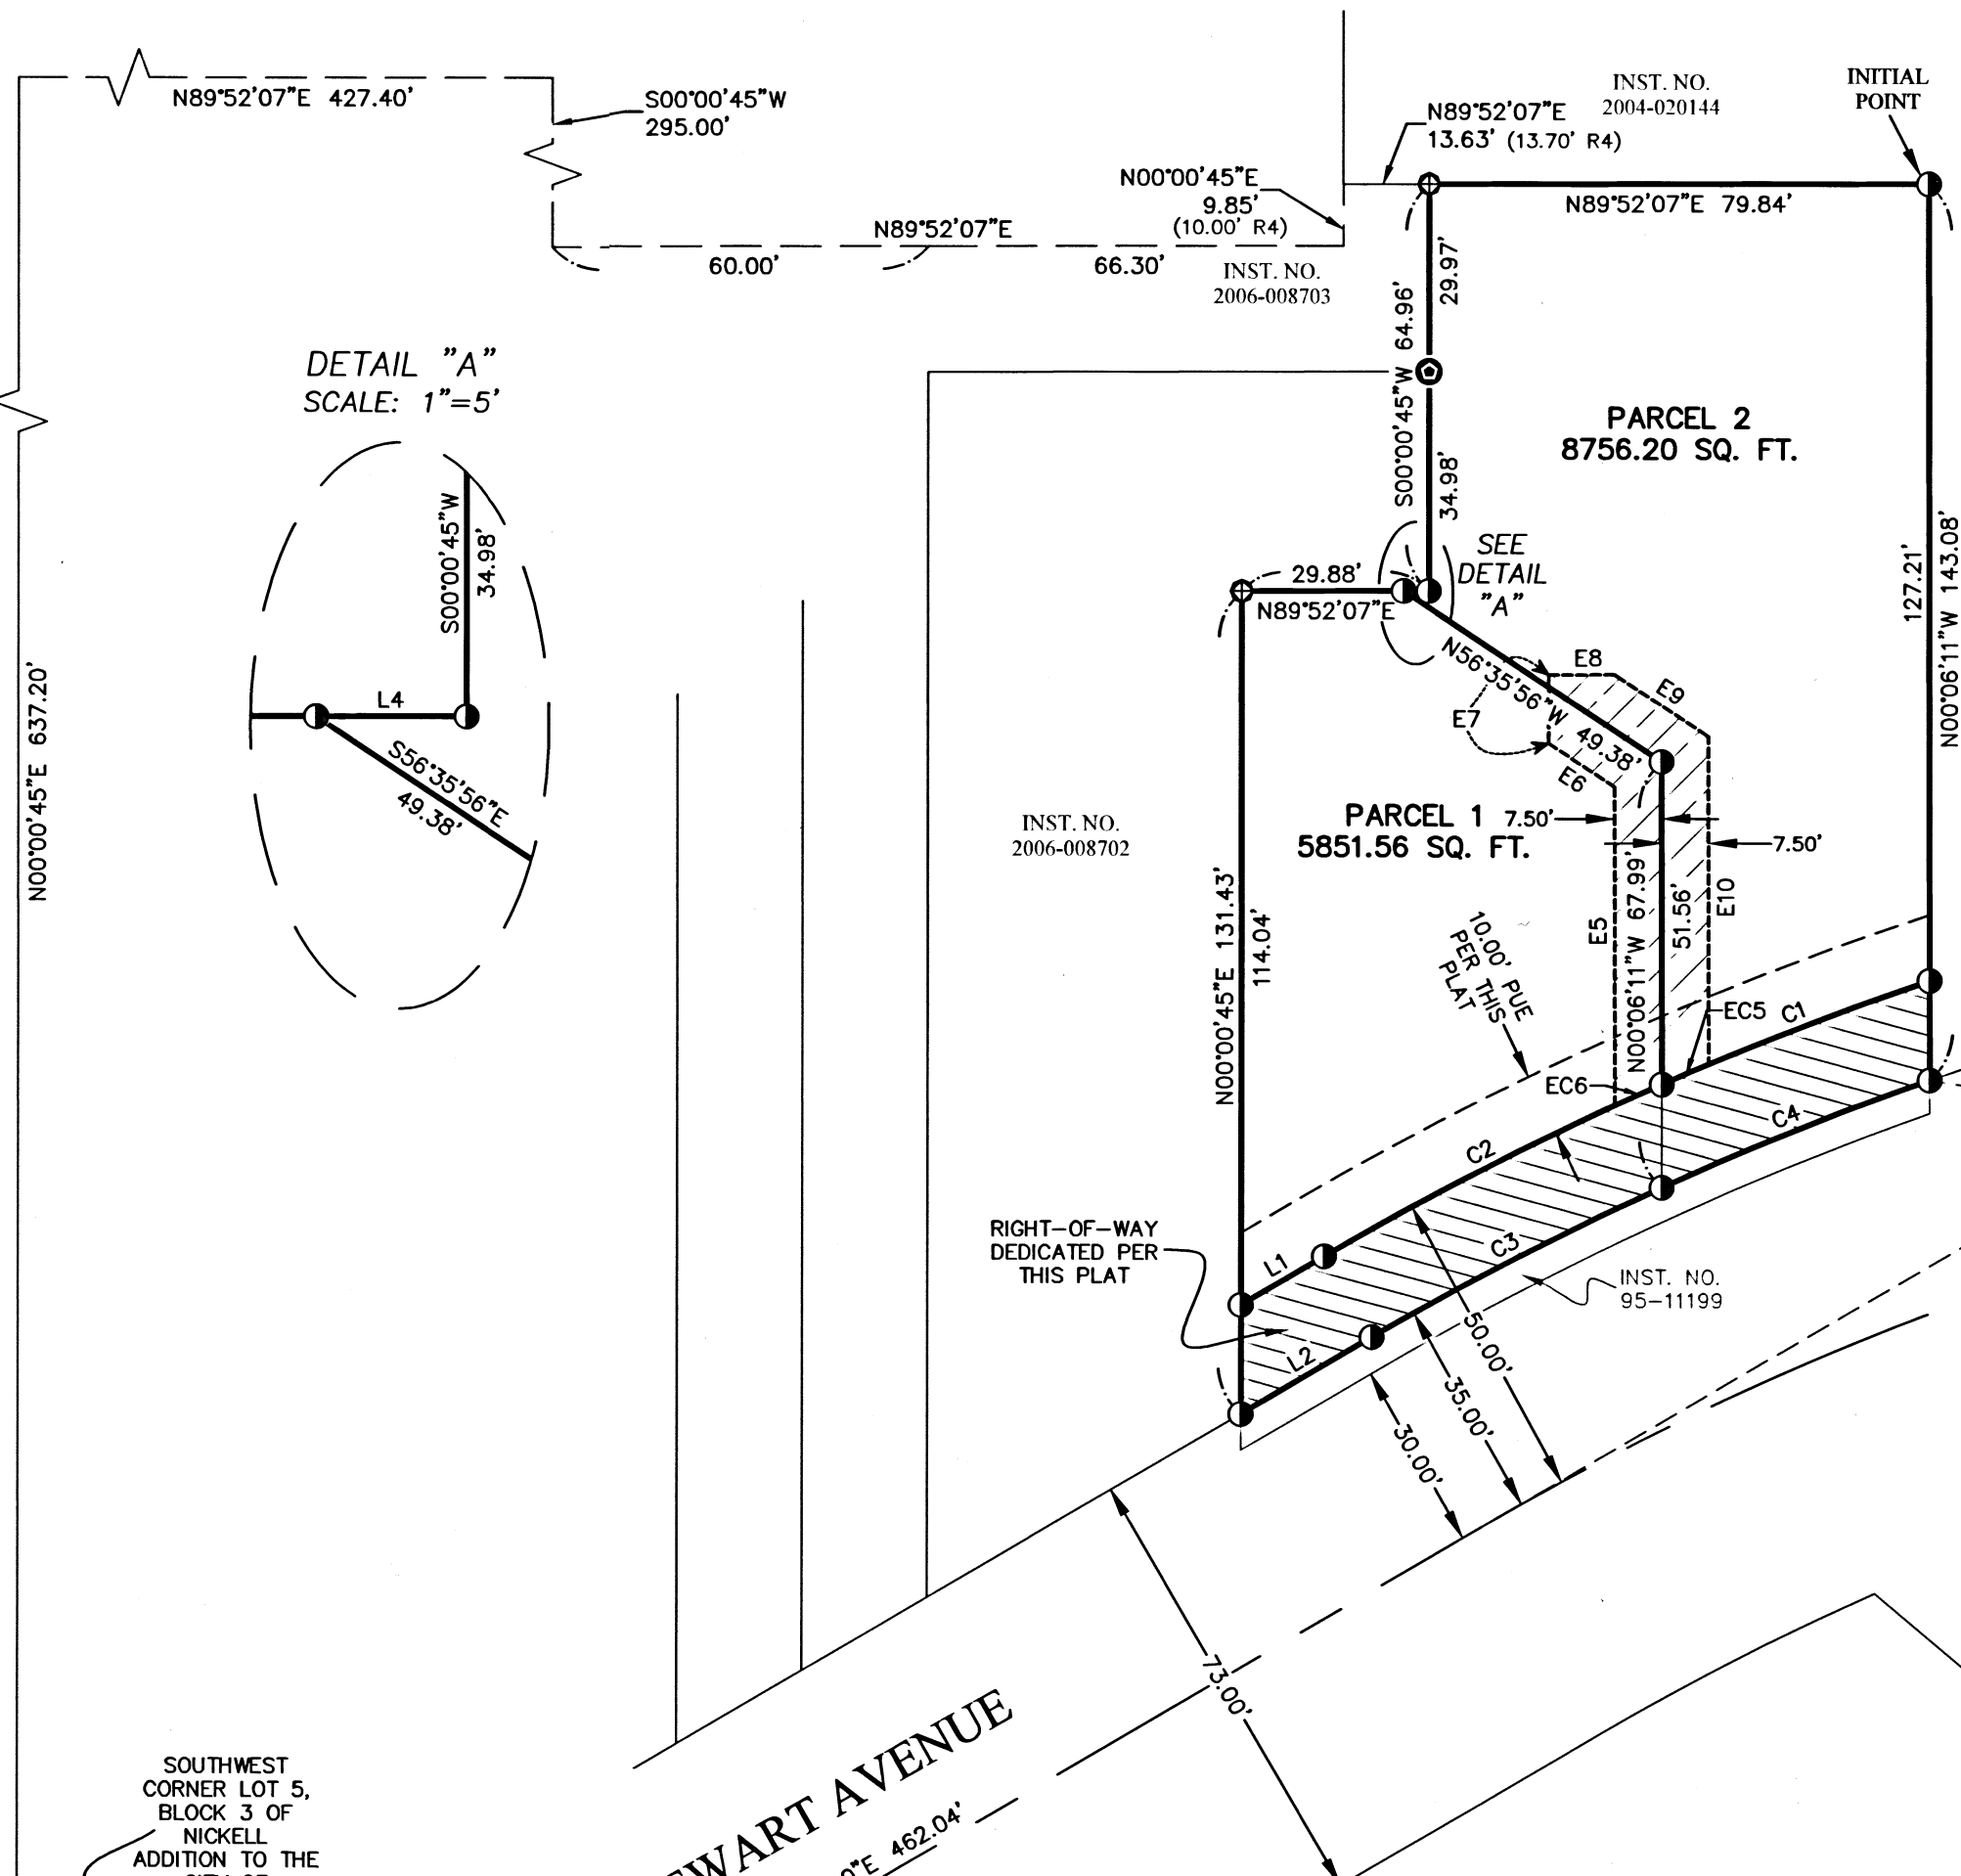 INST. NO.
2004-020144
INITIAL
POINT
N89°52'07"E 427.40'
S00°00'45"W
295.00'
N89°52'07"E
13.63' (13.70' R4)
N00°00'45"E
9.85'
(10.00' R4)
N89°52'07"E 79.84'
N89°52'07"E
60.00'
66.30'
INST. NO.
2006-008703
29.97'
S00°00'45"W 64.96'
34.98'
DETAIL "A"
SCALE: 1"=5'
S00°00'45"W
34.98'
L4
S56°35'56"E
49.38'
N00°00'45"E 637.20'
PARCEL 2
8756.20 SQ. FT.
SEE
DETAIL
"A"
29.88'
N89°52'07"E
127.21'
N00°06'11"W 143.08'
N56°35'56"W
49.38'
E8
E9
E7
E6
PARCEL 1
5851.56 SQ. FT.
7.50'
7.50'
INST. NO.
2006-008702
N00°00'45"E 131.43'
114.04'
E5
N00°06'11"W 67.99'
51.56'
E10
10.00' PUE
PER THIS
PLAT
EC5
C1
EC6
C2
C4
C3
L1
L2
RIGHT-OF-WAY
DEDICATED PER
THIS PLAT
INST. NO.
95-11199
50.00'
35.00'
30.00'
73.00'
EWART AVENUE
0"E 462.04'
SOUTHWEST
CORNER LOT 5,
BLOCK 3 OF
NICKELL
ADDITION TO THE